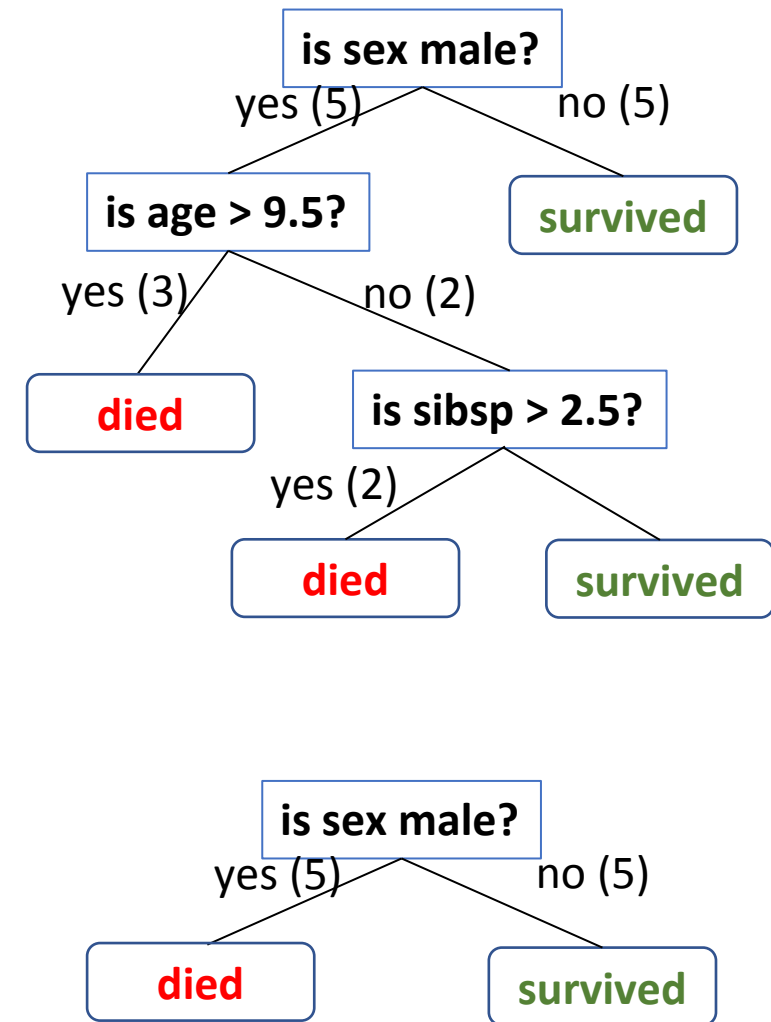 is sex male?
yes (5)
no (5)
is age > 9.5?
survived
yes (3)
no (2)
died
is sibsp > 2.5?
yes (2)
died
survived
is sex male?
yes (5)
no (5)
died
survived